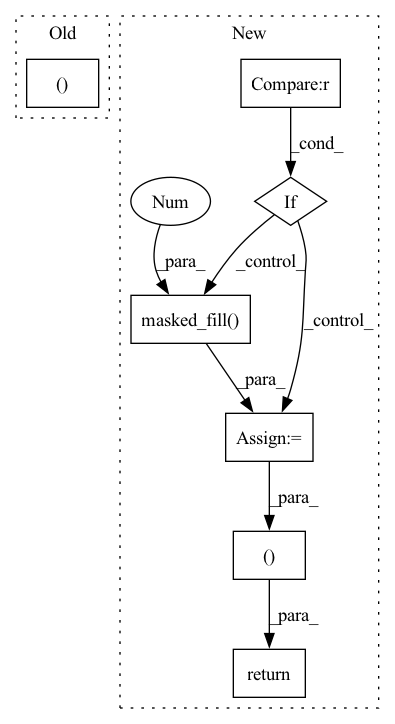 Old
New
()
Compare:r
_cond_
Num
If
_para_
_control_
masked_fill()
_control_
_para_
Assign:=
_para_
()
_para_
return